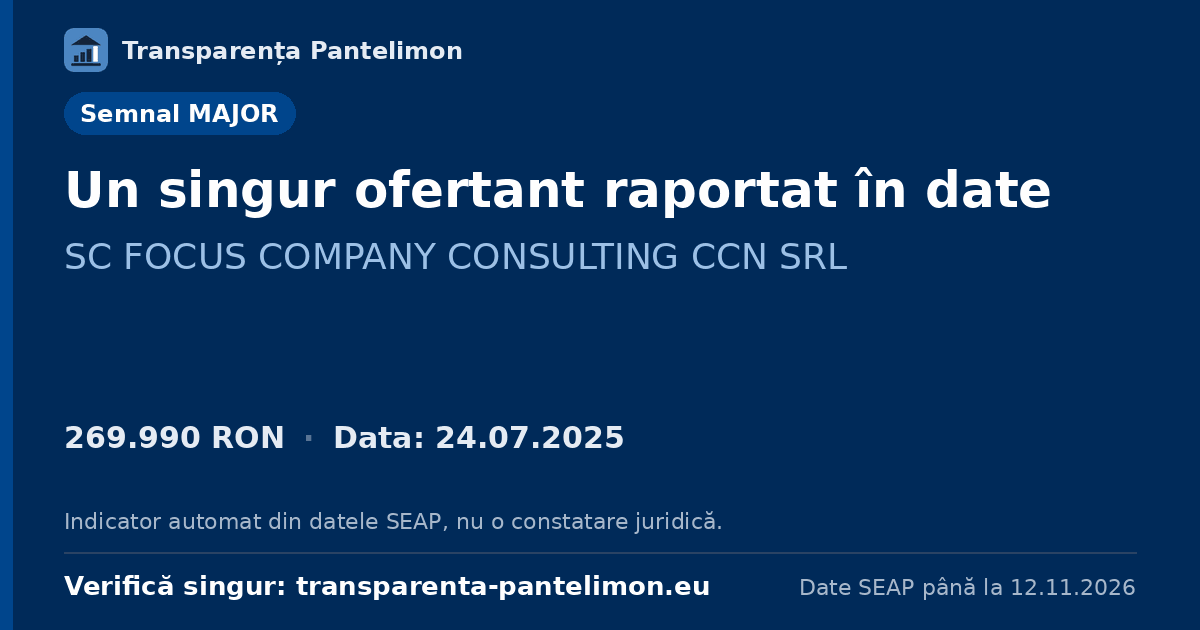 Transparența Pantelimon
Semnal MAJOR
Un singur ofertant raportat în date
SC FOCUS COMPANY CONSULTING CCN SRL
269.990 RON · Data: 24.07.2025
Indicator automat din datele SEAP, nu o constatare juridică.
Verifică singur: transparenta-pantelimon.eu
Date SEAP până la 12.11.2026